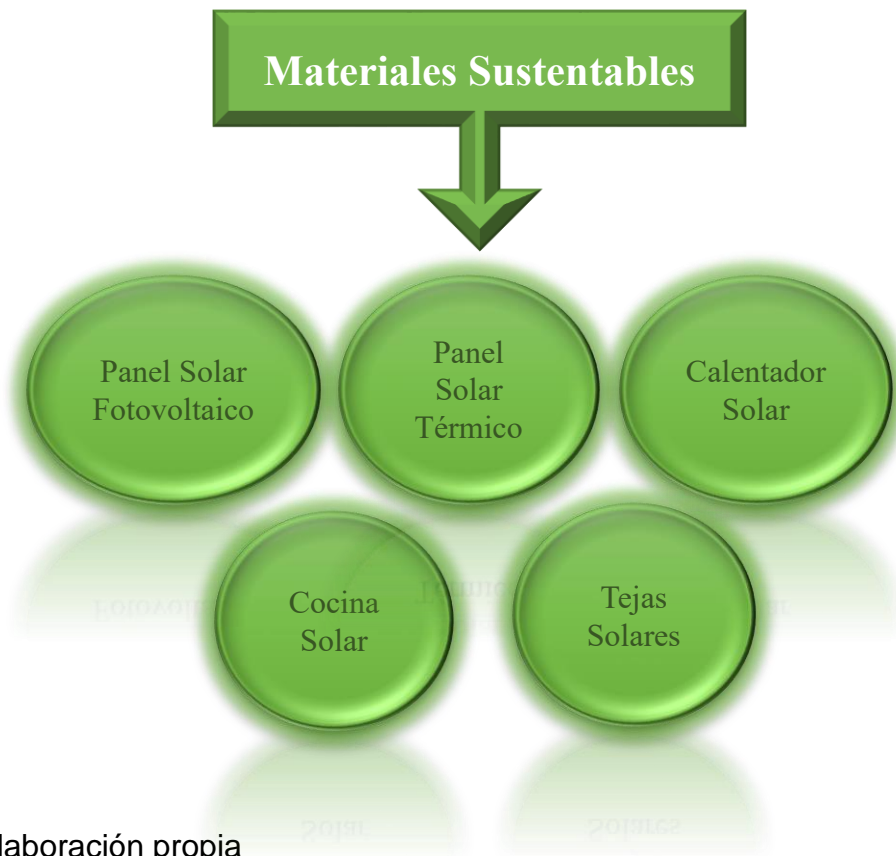 Materiales Sustentables
Panel Solar
Fotovoltaico
Panel
Solar
Térmico
Calentador
Solar
Cocina
Solar
Tejas
Solares
laboración propia